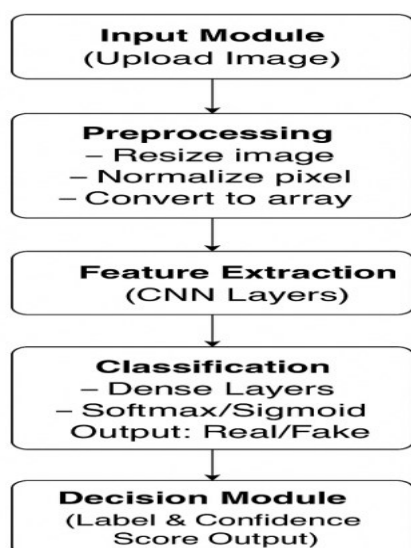 Input Module
(Upload Image)
Preprocessing
– Resize image
– Normalize pixel
– Convert to array
Feature Extraction
(CNN Layers)
Classification
– Dense Layers
– Softmax/Sigmoid
Output: Real/Fake
Decision Module
(Label & Confidence
Score Output)